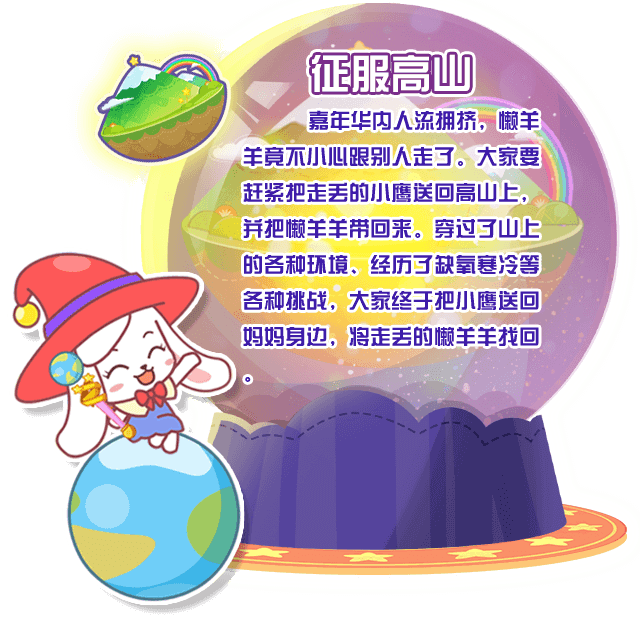 征服高山
嘉年华内人流拥挤，懒羊
羊竟不小心跟别人走了。大家要
赶紧把走丢的小鹰送回高山上，
并把懒羊羊带回来。穿过了山上
的各种环境、经历了缺氧寒冷等
各种挑战，大家终于把小鹰送回
妈妈身边，将走丢的懒羊羊找回
。